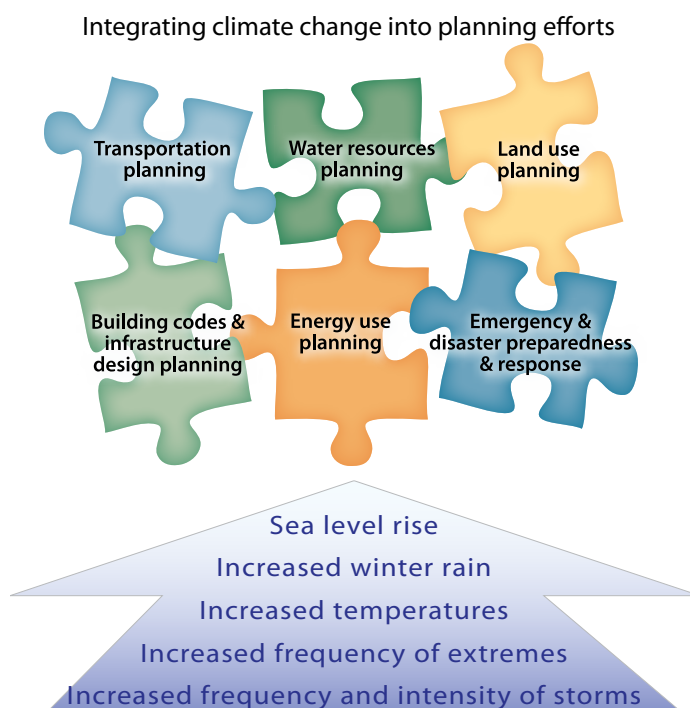 Integrating climate change into planning efforts
Transportation
planning
Water resources
planning
Land use
planning
Building codes &
infrastructure
design planning
Energy use
planning
Emergency &
disaster preparedness
& response
Sea level rise
Increased winter rain
Increased temperatures
Increased frequency of extremes
Increased frequency and intensity of storms